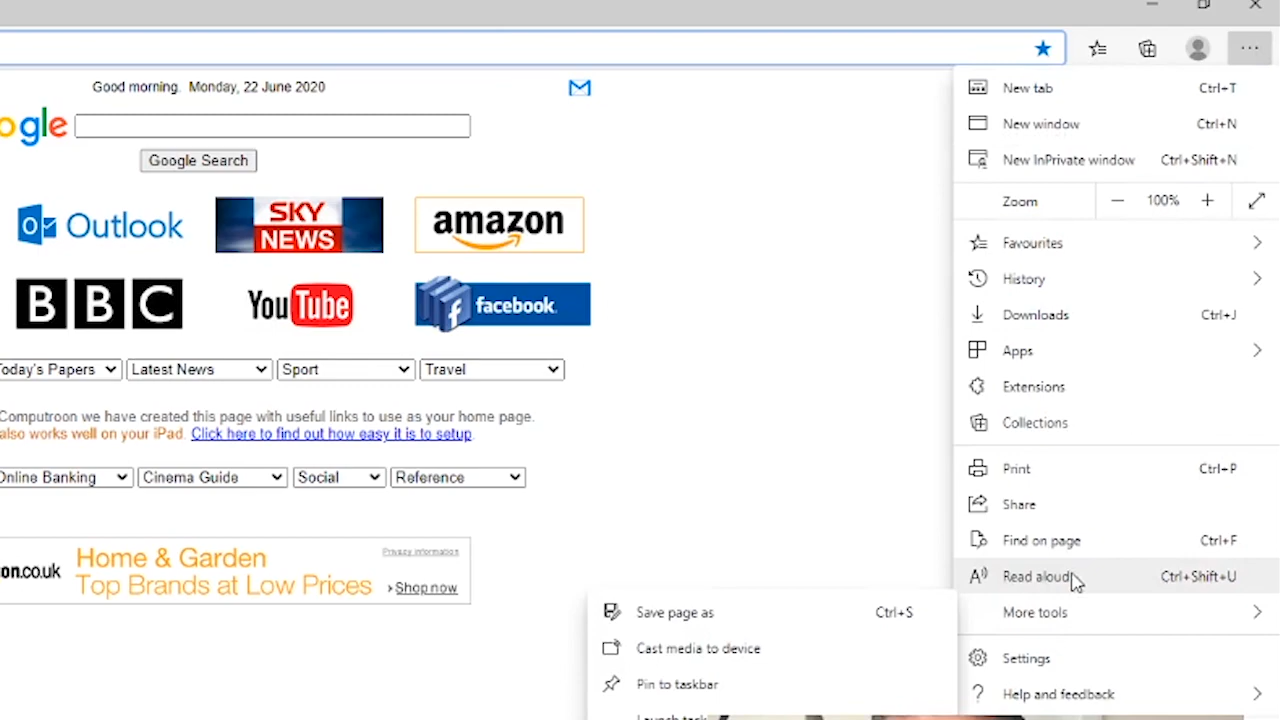 Good morning. Monday, 22 June 2020
ogle
Google Search
Outlook
SKY NEWS
amazon
BBC
YouTube
facebook
Today's Papers
Latest News
Sport
Travel
Computroon we have created this page with useful links to use as your home page.
also works well on your iPad. Click here to find out how easy it is to setup.
Online Banking
Cinema Guide
Social
Reference
on.co.uk
Home & Garden
Top Brands at Low Prices
Privacy information
Shop now
New tab Ctrl+T
New window Ctrl+N
New InPrivate window Ctrl+Shift+N
Zoom — 100% +
Favourites
History
Downloads Ctrl+J
Apps
Extensions
Collections
Print Ctrl+P
Share
Find on page Ctrl+F
Read aloud Ctrl+Shift+U
More tools
Settings
Help and feedback
Save page as Ctrl+S
Cast media to device
Pin to taskbar